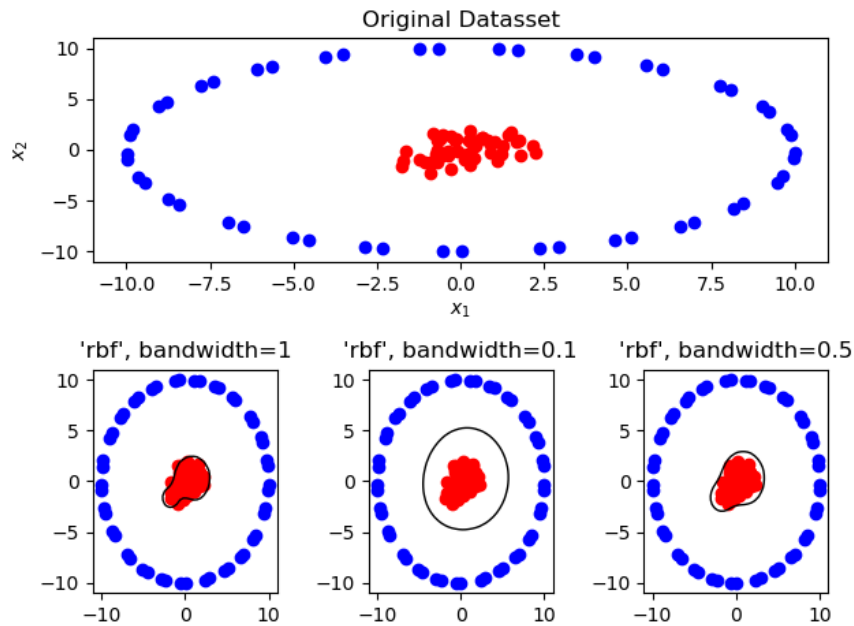 Original Datasset
10
5
0
−5
−10
x₂
−10.0 −7.5 −5.0 −2.5 0.0 2.5 5.0 7.5 10.0
x₁
'rbf', bandwidth=1 'rbf', bandwidth=0.1 'rbf', bandwidth=0.5
10 10 10
5 5 5
0 0 0
−5 −5 −5
−10 −10 −10
−10 0 10 −10 0 10 −10 0 10